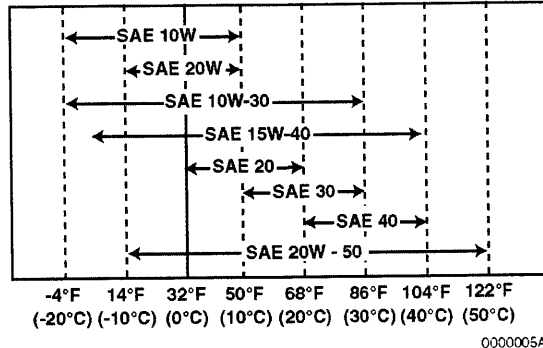 SAE 10W
SAE 20W
SAE 10W-30
SAE 15W-40
SAE 20
SAE 30
SAE 40
SAE 20W - 50
-4°F 14°F 32°F 50°F 68°F 86°F 104°F 122°F
(-20°C) (-10°C) (0°C) (10°C) (20°C) (30°C) (40°C) (50°C)
0000005A